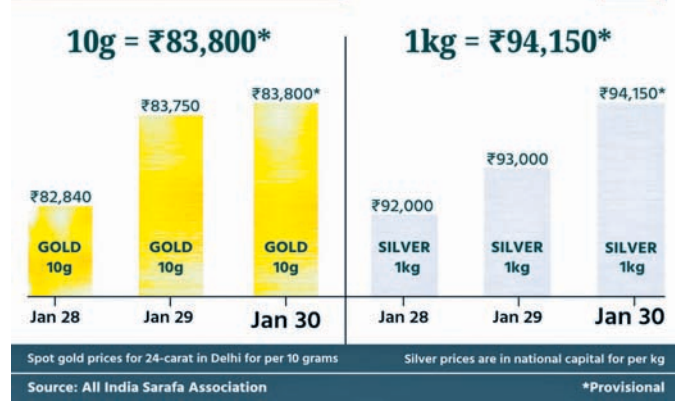 10g = ₹83,800*
1kg = ₹94,150*
₹82,840
₹83,750
₹83,800*
GOLD
10g
GOLD
10g
GOLD
10g
Jan 28
Jan 29
Jan 30
₹92,000
₹93,000
₹94,150*
SILVER
1kg
SILVER
1kg
SILVER
1kg
Jan 28
Jan 29
Jan 30
Spot gold prices for 24-carat in Delhi for per 10 grams
Silver prices are in national capital for per kg
Source: All India Sarafa Association
*Provisional